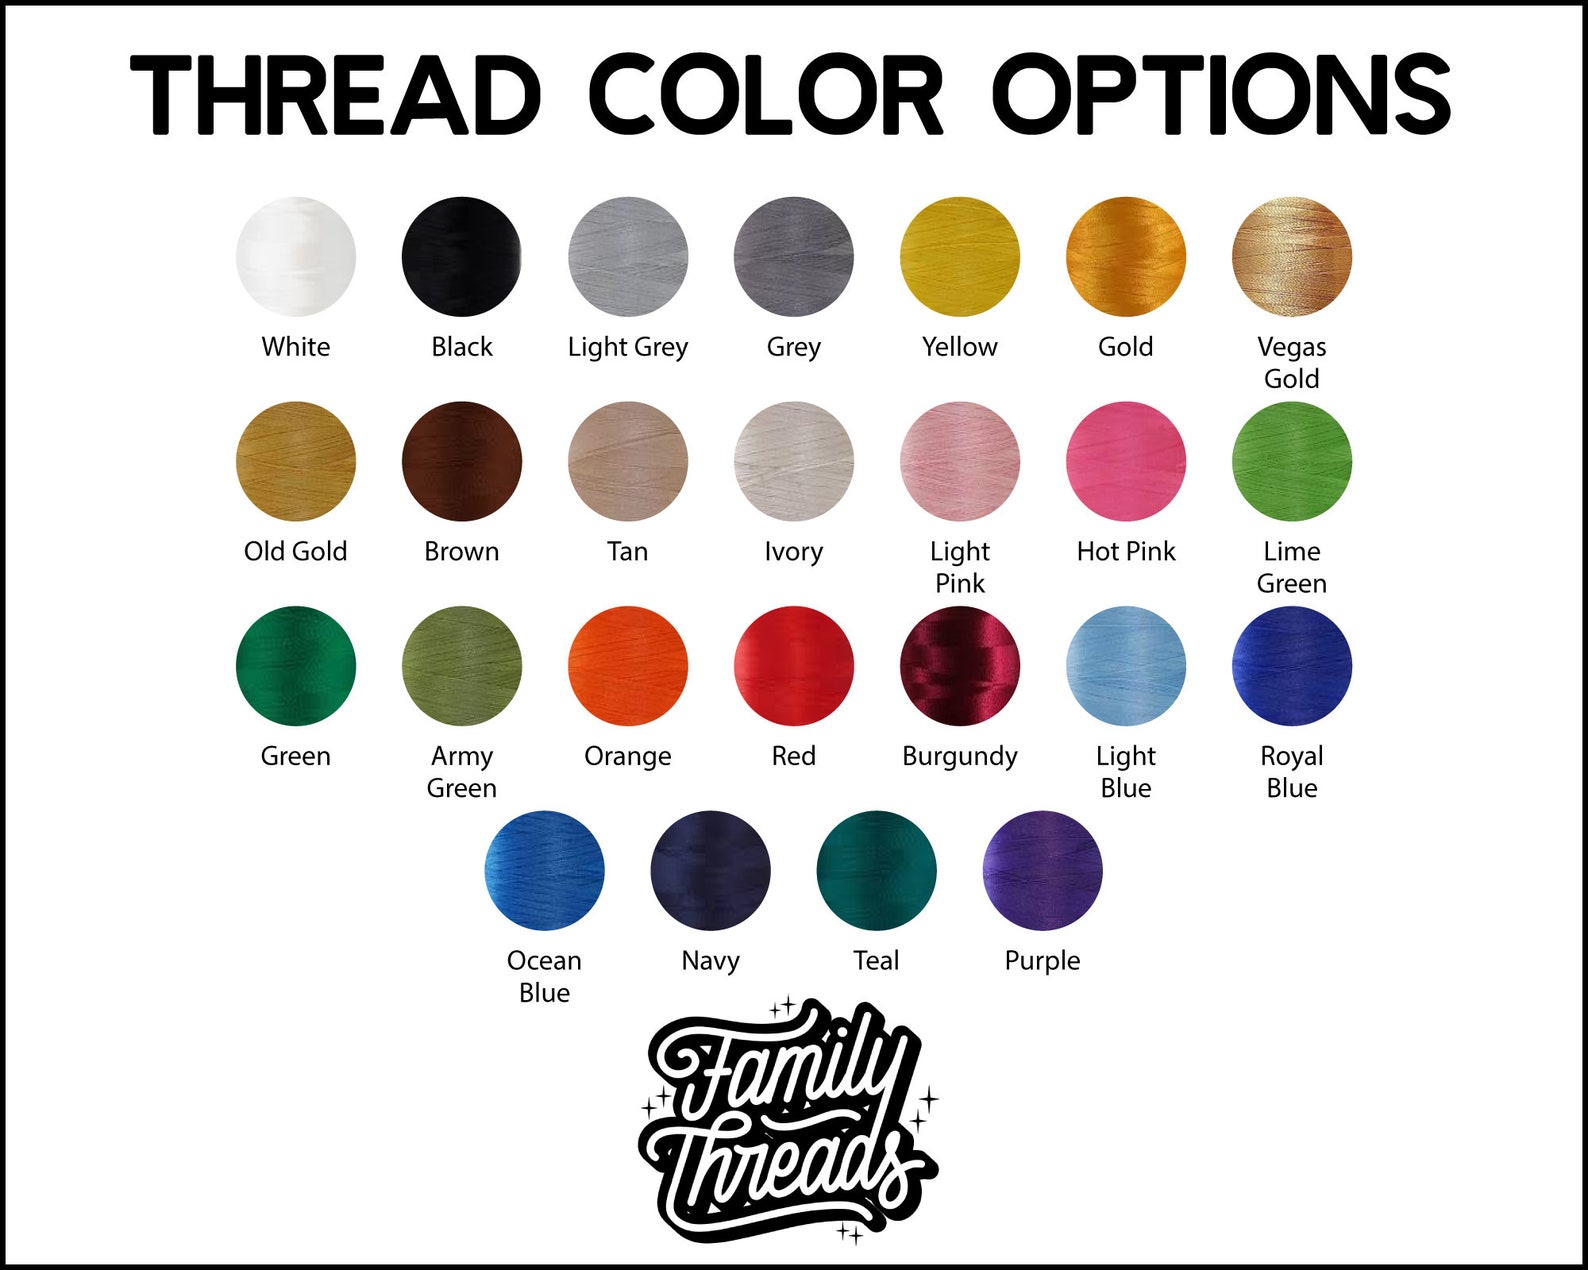 THREAD COLOR OPTIONS
White
Black
Light Grey
Grey
Yellow
Gold
Vegas
Gold
Old Gold
Brown
Tan
Ivory
Light
Pink
Hot Pink
Lime
Green
Green
Army
Green
Orange
Red
Burgundy
Light
Blue
Royal
Blue
Ocean
Blue
Navy
Teal
Purple
Family
Threads